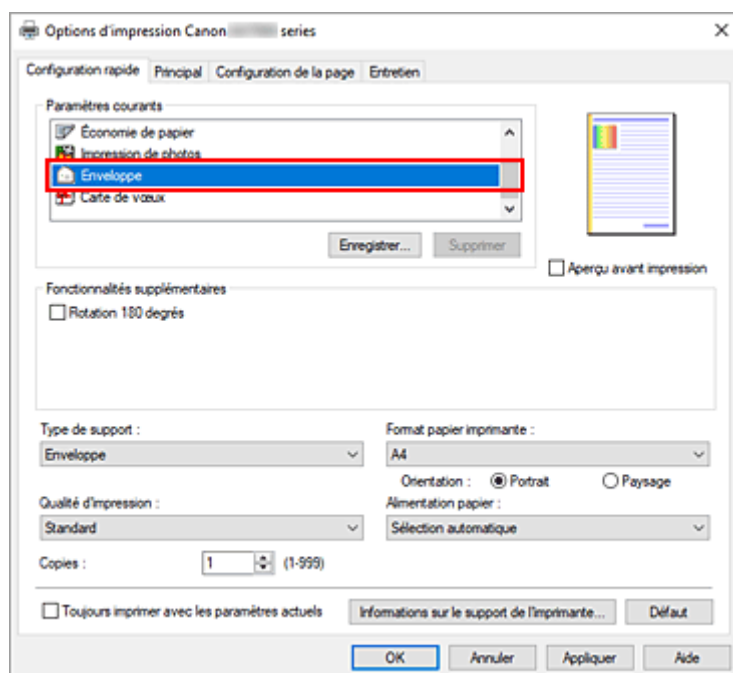 Options d'impression Canon series
Configuration rapide Principal Configuration de la page Entretien
Paramètres courants
Économie de papier
Impression de photos
Enveloppe
Carte de vœux
Enregistrer... Supprimer
Aperçu avant impression
Fonctionnalités supplémentaires
Rotation 180 degrés
Type de support : Format papier imprimante :
Enveloppe A4
Orientation : Portrait Paysage
Qualité d'impression : Alimentation papier :
Standard Sélection automatique
Copies : 1 (1-999)
Toujours imprimer avec les paramètres actuels Informations sur le support de l'imprimante... Défaut
OK Annuler Appliquer Aide